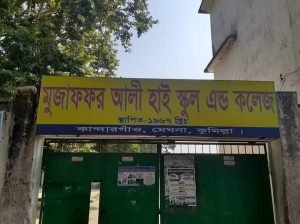 মুজাফফর আলী হাই স্কুল এন্ড কলেজ
স্থাপিত-১৯৬৭ খ্রিঃ
কান্দারগাঁও, মেঘনা, কুমিল্লা ।